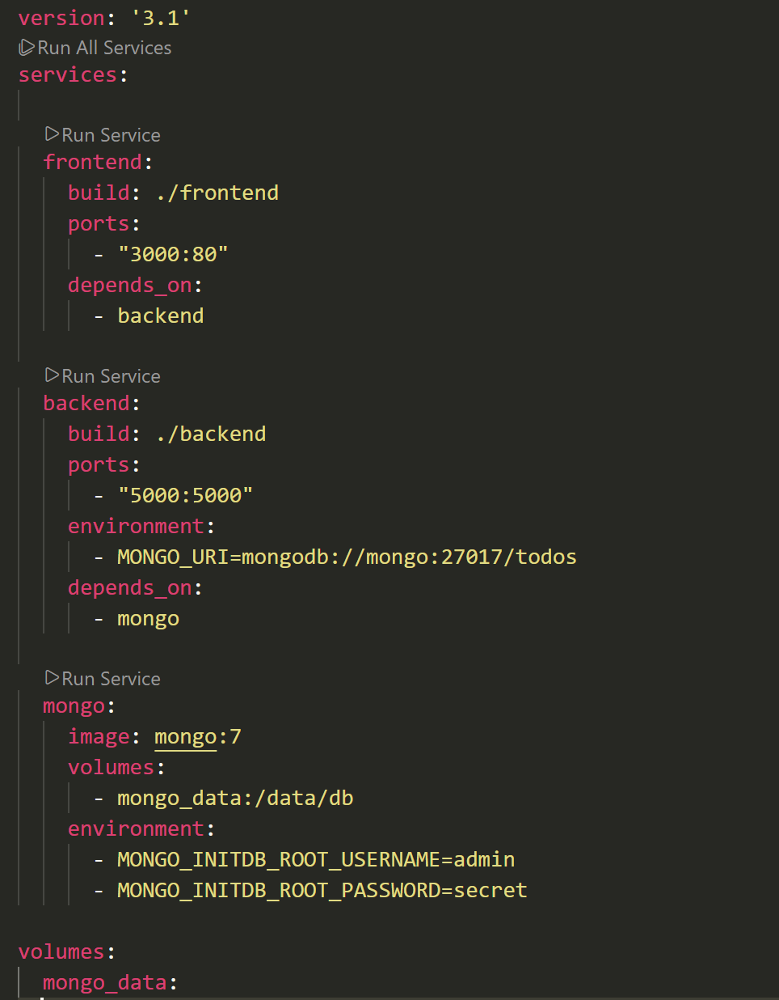 version: '3.1'
Run All Services
services:
Run Service
frontend:
build: ./frontend
ports:
- "3000:80"
depends_on:
- backend
Run Service
backend:
build: ./backend
ports:
- "5000:5000"
environment:
- MONGO_URI=mongodb://mongo:27017/todos
depends_on:
- mongo
Run Service
mongo:
image: mongo:7
volumes:
- mongo_data:/data/db
environment:
- MONGO_INITDB_ROOT_USERNAME=admin
- MONGO_INITDB_ROOT_PASSWORD=secret
volumes:
mongo_data: